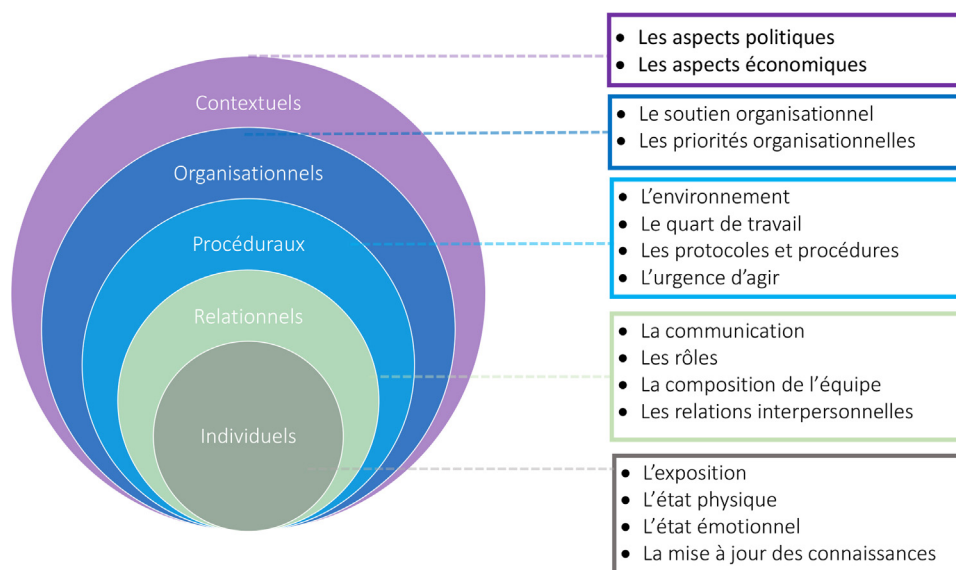 Contextuels
Organisationnels
Procéduraux
Relationnels
Individuels
• Les aspects politiques
• Les aspects économiques
• Le soutien organisationnel
• Les priorités organisationnelles
• L’environnement
• Le quart de travail
• Les protocoles et procédures
• L’urgence d’agir
• La communication
• Les rôles
• La composition de l’équipe
• Les relations interpersonnelles
• L’exposition
• L’état physique
• L’état émotionnel
• La mise à jour des connaissances